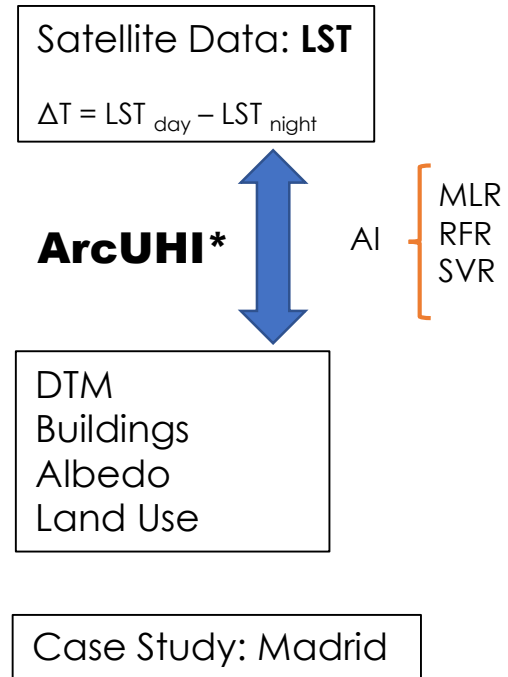 Satellite Data: LST
ΔT = LST day – LST night
ArcUHI*
AI
MLR
RFR
SVR
DTM
Buildings
Albedo
Land Use
Case Study: Madrid